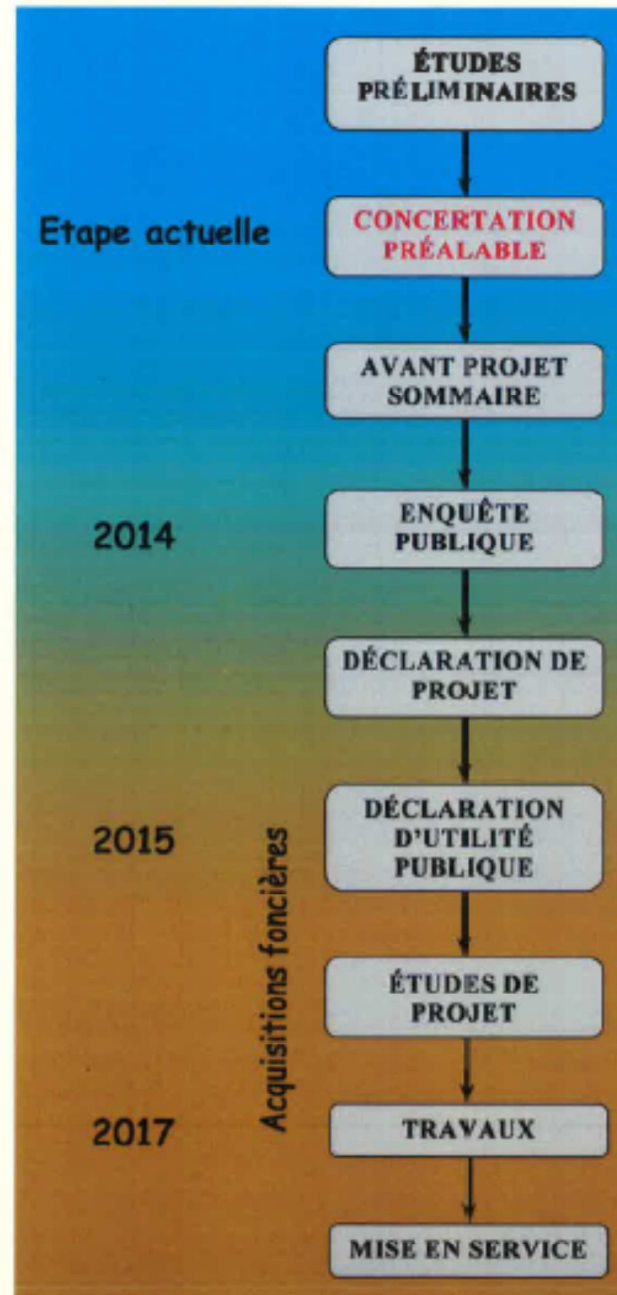 ÉTUDES
PRÉLIMINAIRES
Etape actuelle
CONCERTATION
PRÉALABLE
AVANT PROJET
SOMMAIRE
2014
ENQUÊTE
PUBLIQUE
DÉCLARATION DE
PROJET
2015
DÉCLARATION
D'UTILITÉ
PUBLIQUE
Acquisitions foncières
ÉTUDES DE
PROJET
2017
TRAVAUX
MISE EN SERVICE